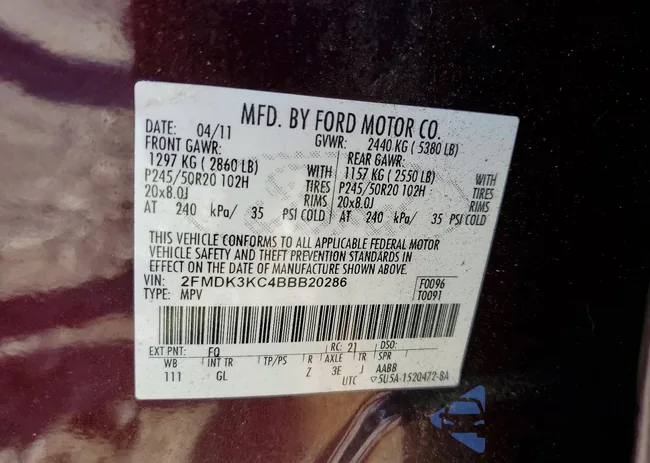 MFD. BY FORD MOTOR CO.
DATE: 04/11 GVWR: 2440 KG ( 5380 LB)
FRONT GAWR: REAR GAWR:
1297 KG ( 2860 LB) 1157 KG ( 2550 LB)
P245/50R20 102H WITH TIRES P245/50R20 102H WITH TIRES
20x8.0J RIMS 20x8.0J RIMS
AT 240 kPa/ 35 PSI COLD AT 240 kPa/ 35 PSI COLD
THIS VEHICLE CONFORMS TO ALL APPLICABLE FEDERAL MOTOR
VEHICLE SAFETY AND THEFT PREVENTION STANDARDS IN EFFECT
ON THE DATE OF MANUFACTURE SHOWN ABOVE.
VIN: 2FMDK3KC4BBB20286 F0096
TYPE: MPV T0091
EXT PNT: FQ RC: 21 DSO:
WB INT TR TP/PS R AXLE TR SPR
111 GL Z 3E J AABB
UTC 5U5A-1520472-BA